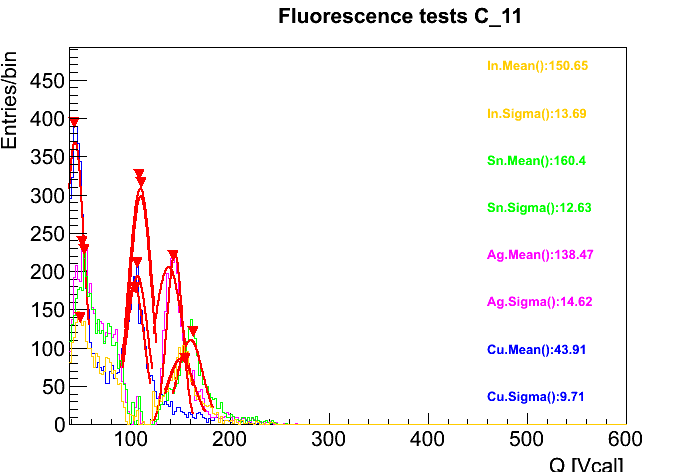 Fluorescence tests C_11
Entries/bin
450
400
350
300
250
200
150
100
50
0
In.Mean():150.65
In.Sigma():13.69
Sn.Mean():160.4
Sn.Sigma():12.63
Ag.Mean():138.47
Ag.Sigma():14.62
Cu.Mean():43.91
Cu.Sigma():9.71
100 200 300 400 500 600
Q [Vcal]